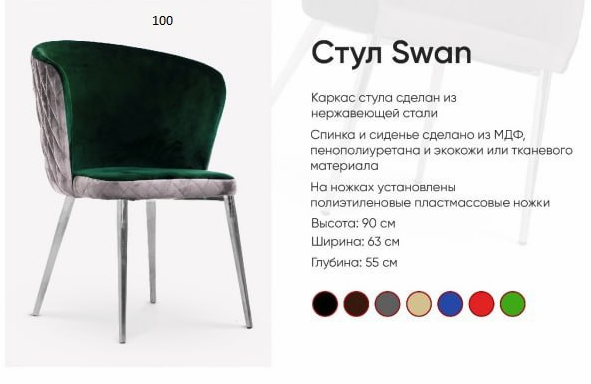 100
Стул Swan
Каркас стула сделан из
нержавеющей стали
Спинка и сиденье сделано из МДФ,
пенополиуретана и экокожи или тканевого
материала
На ножках установлены
полиэтиленовые пластмассовые ножки
Высота: 90 см
Ширина: 63 см
Глубина: 55 см